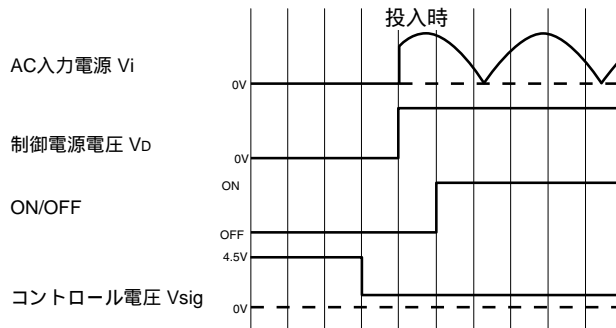 投入時
AC入力電源 Vi
0V
制御電源電圧 VD
0V
ON
ON/OFF
OFF
4.5V
コントロール電圧 Vsig
0V